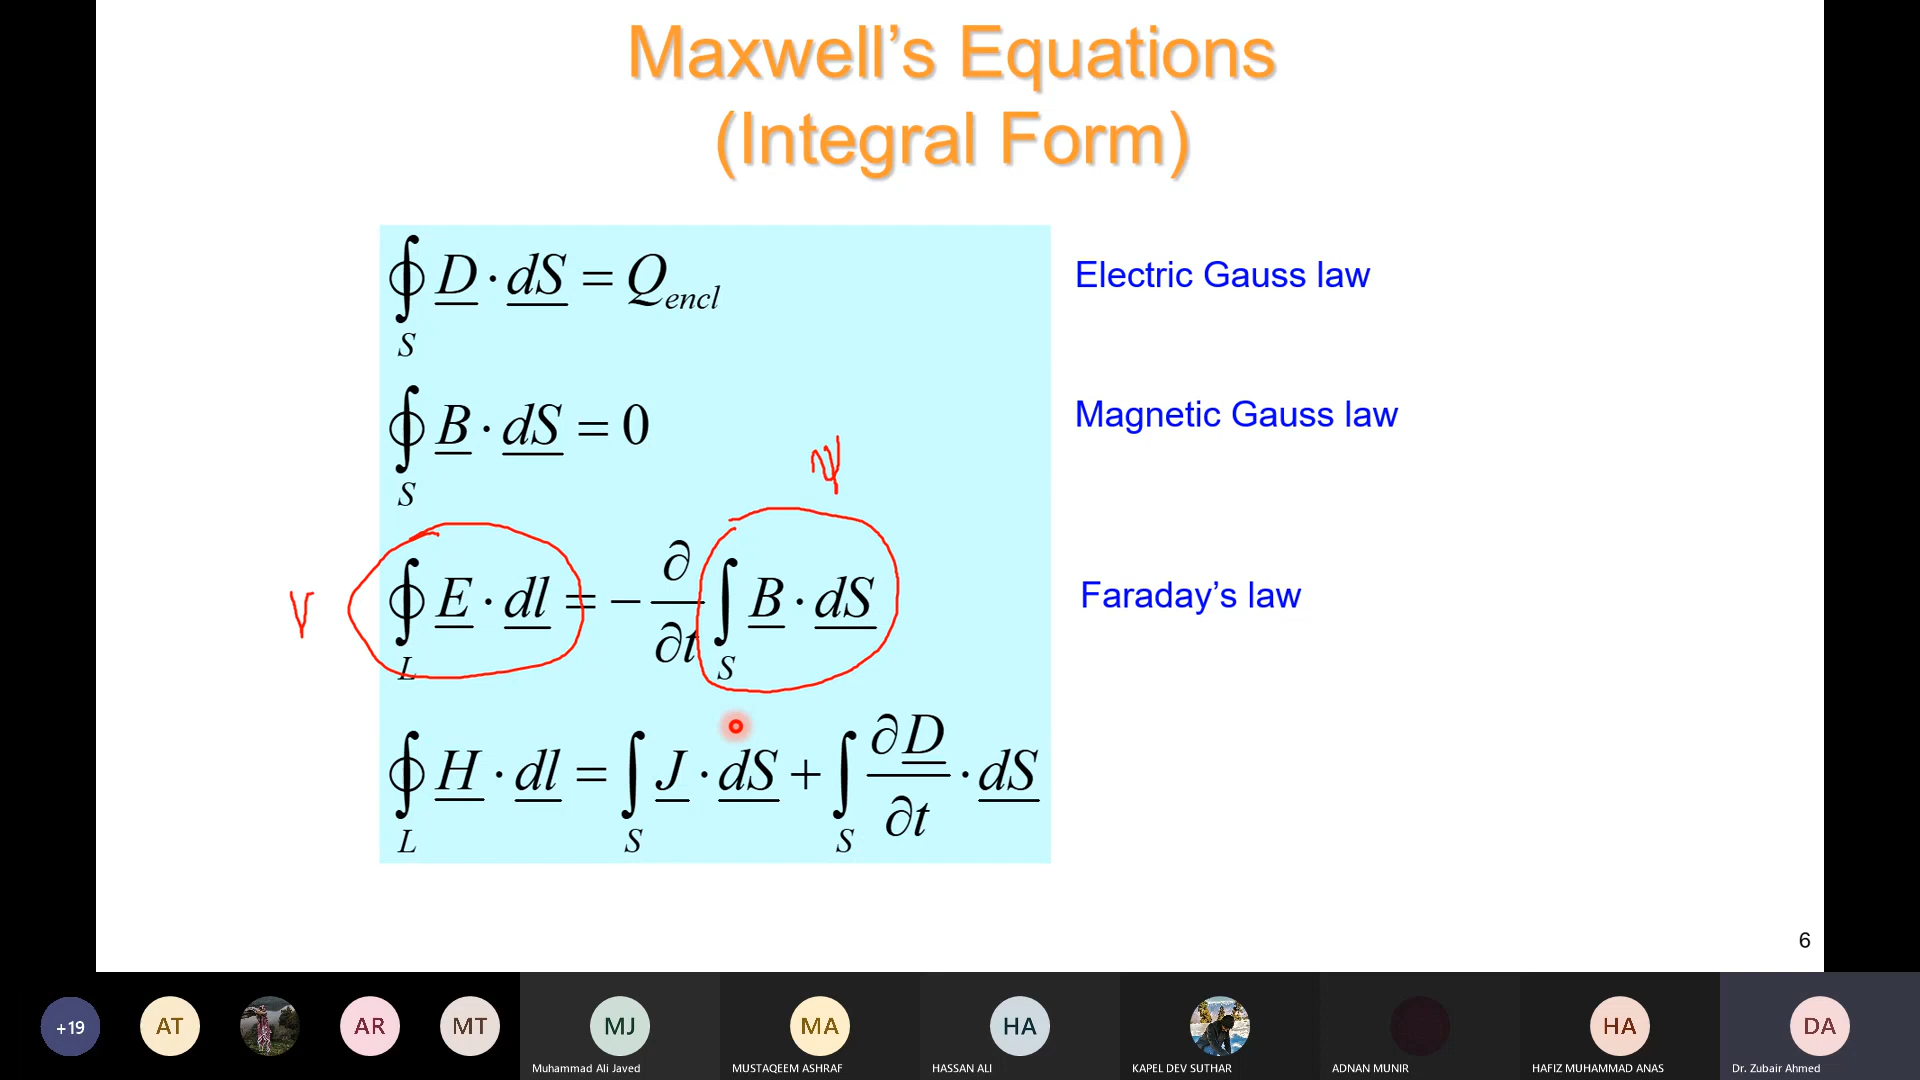 Maxwell’s Equations
(Integral Form)
∮_S D · dS = Q_encl
Electric Gauss law
∮_S B · dS = 0
Magnetic Gauss law
ψ
V
∮_L E · dl = − ∂/∂t ∫_S B · dS
Faraday’s law
∮_L H · dl = ∫_S J · dS + ∫_S ∂D/∂t · dS
6
+19
AT
AR
MT
MJ
MA
HA
HA
DA
Muhammad Ali Javed
MUSTAQEEM ASHRAF
HASSAN ALI
KAPEL DEV SUTHAR
ADNAN MUNIR
HAFIZ MUHAMMAD ANAS
Dr. Zubair Ahmed